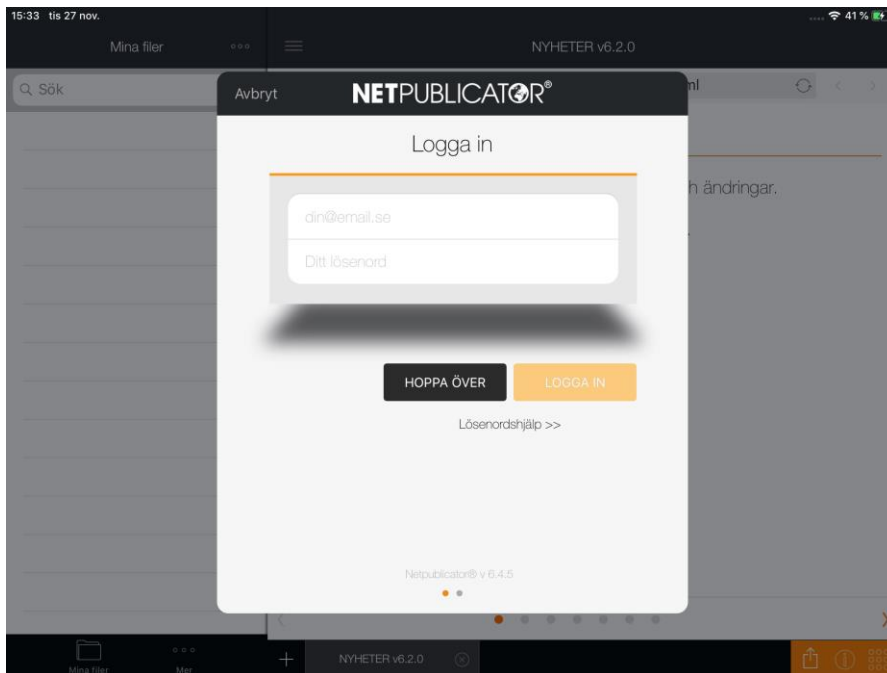 15:33 tis 27 nov.
41 %
Mina filer
NYHETER v6.2.0
Sök
ml
Avbryt
NETPUBLICATOR®
Logga in
h ändringar.
din@email.se
Ditt lösenord
HOPPA ÖVER
LOGGA IN
Lösenordshjälp >>
Netpublicator® v 6.4.5
Mina filer
Mer
NYHETER v6.2.0